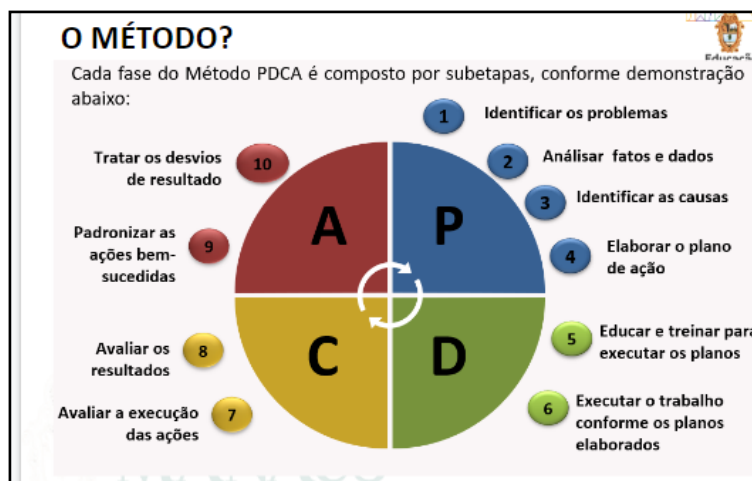 O MÉTODO?
Educação
Cada fase do Método PDCA é composto por subetapas, conforme demonstração
abaixo:
1
Identificar os problemas
2
Análisar fatos e dados
3
Identificar as causas
4
Elaborar o plano
de ação
5
Educar e treinar para
executar os planos
6
Executar o trabalho
conforme os planos
elaborados
7
Avaliar a execução
das ações
8
Avaliar os
resultados
9
Padronizar as
ações bem-
sucedidas
10
Tratar os desvios
de resultado
A
P
C
D